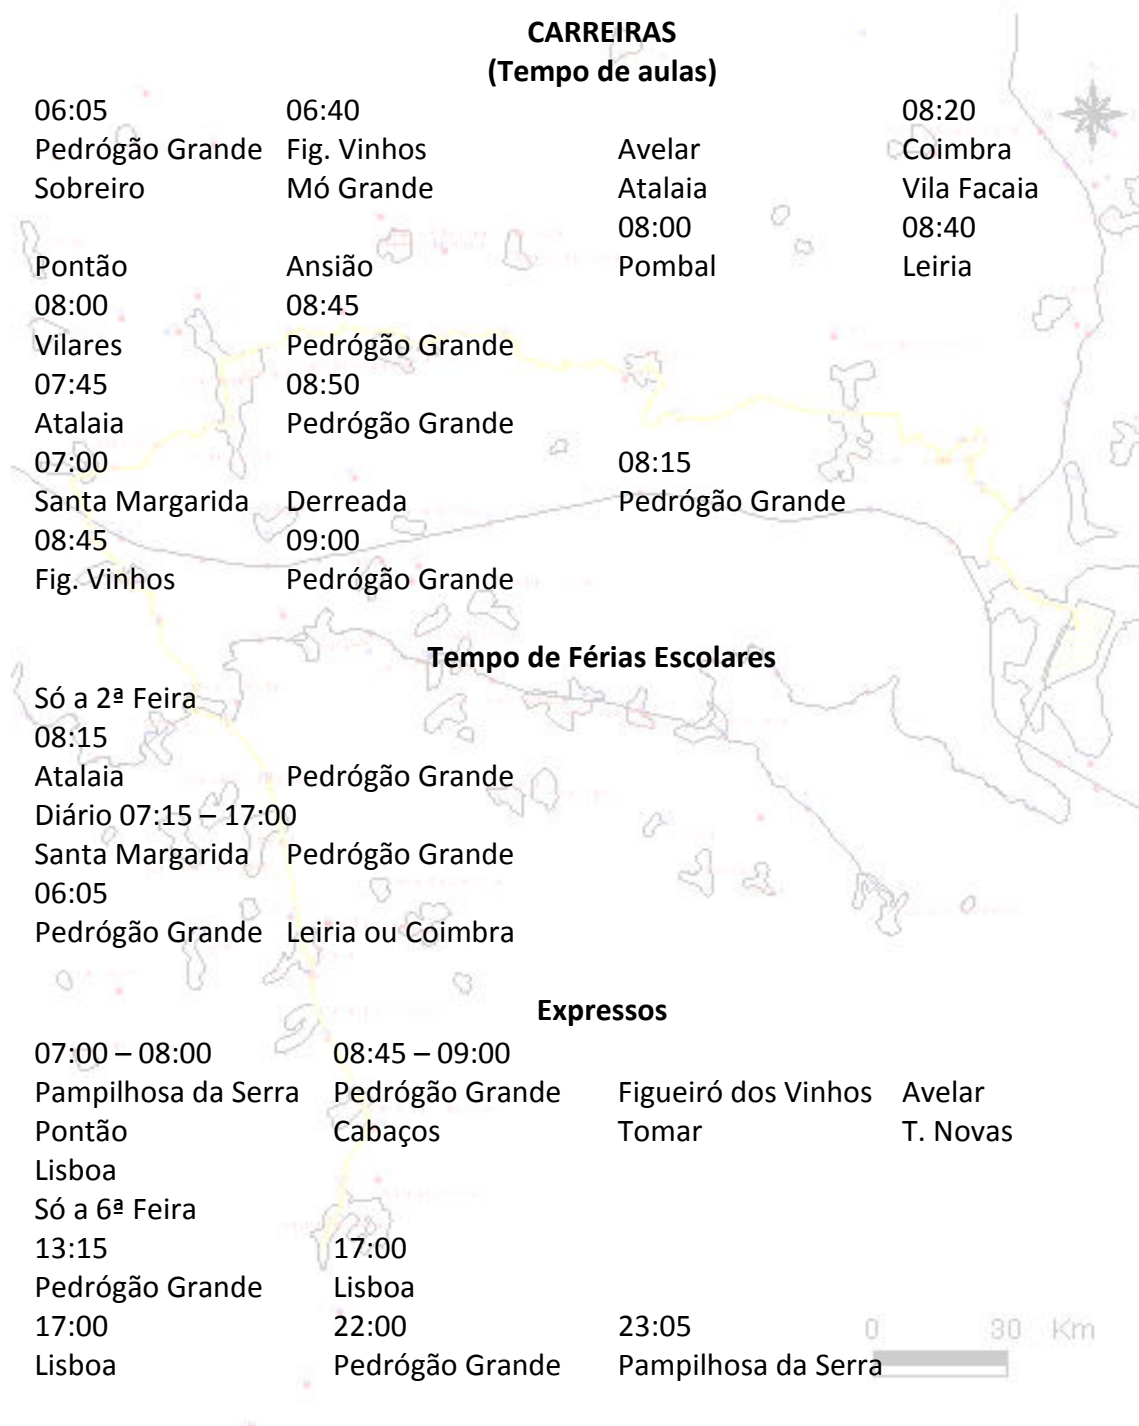 CARREIRAS
(Tempo de aulas)
06:05 06:40 08:20
Pedrógão Grande Fig. Vinhos Avelar Coimbra
Sobreiro Mó Grande Atalaia Vila Facaia
08:00 08:40
Pontão Ansião Pombal Leiria
08:00 08:45
Vilares Pedrógão Grande
07:45 08:50
Atalaia Pedrógão Grande
07:00 08:15
Santa Margarida Derreada Pedrógão Grande
08:45 09:00
Fig. Vinhos Pedrógão Grande
Tempo de Férias Escolares
Só a 2ª Feira
08:15
Atalaia Pedrógão Grande
Diário 07:15 – 17:00
Santa Margarida Pedrógão Grande
06:05
Pedrógão Grande Leiria ou Coimbra
Expressos
07:00 – 08:00 08:45 – 09:00
Pampilhosa da Serra Pedrógão Grande Figueiró dos Vinhos Avelar
Pontão Cabaços Tomar T. Novas
Lisboa
Só a 6ª Feira
13:15 17:00
Pedrógão Grande Lisboa
17:00 22:00 23:05
Lisboa Pedrógão Grande Pampilhosa da Serra
0 30 Km